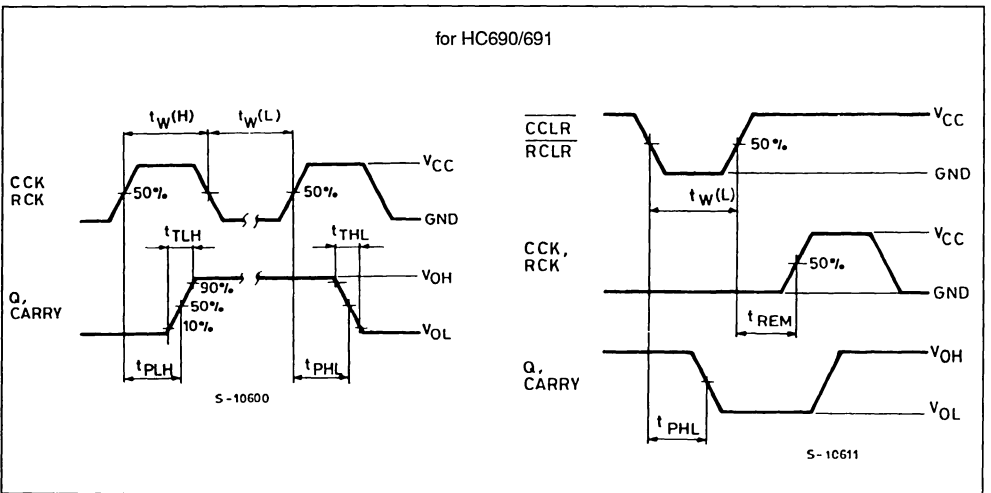 for HC690/691
tW(H)
tW(L)
CCK
RCK
50%
50%
VCC
GND
tTLH
tTHL
Q,
CARRY
90%
50%
10%
VOH
VOL
tPLH
tPHL
S-10600
CCLR
RCLR
50%
VCC
GND
tW(L)
CCK,
RCK
50%
VCC
GND
tREM
Q,
CARRY
VOH
VOL
tPHL
S-10611